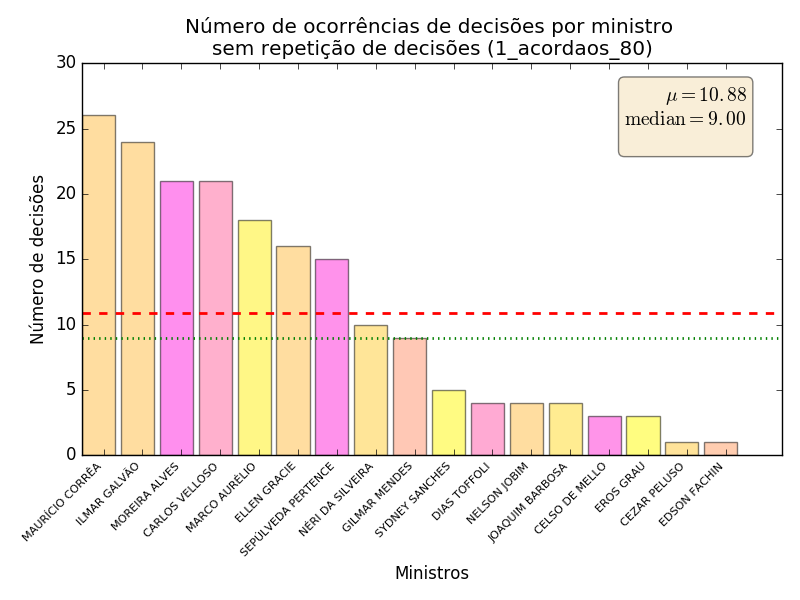 Número de ocorrências de decisões por ministro
sem repetição de decisões (1_acordaos_80)
30
25
20
15
10
5
0
Número de decisões
μ = 10.88
median = 9.00
MAURÍCIO CORRÊA
ILMAR GALVÃO
MOREIRA ALVES
CARLOS VELLOSO
MARCO AURÉLIO
ELLEN GRACIE
SEPÚLVEDA PERTENCE
NÉRI DA SILVEIRA
GILMAR MENDES
SYDNEY SANCHES
DIAS TOFFOLI
NELSON JOBIM
JOAQUIM BARBOSA
CELSO DE MELLO
EROS GRAU
CEZAR PELUSO
EDSON FACHIN
Ministros